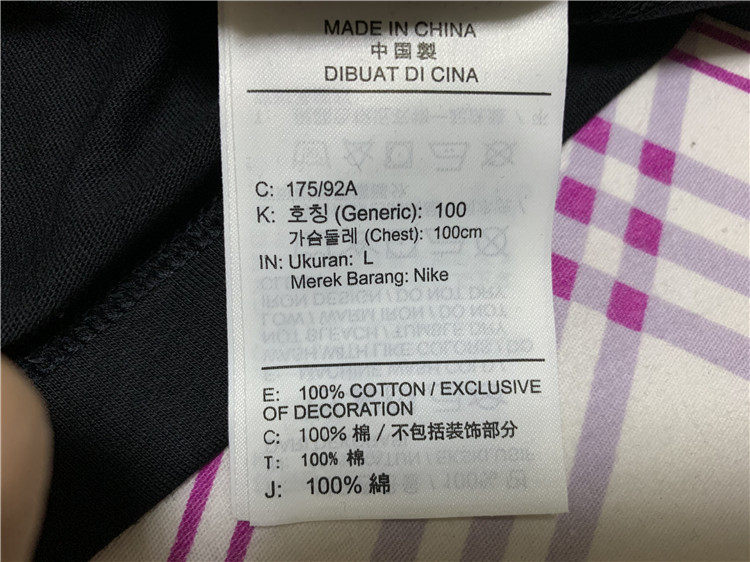 MADE IN CHINA
中国製
DIBUAT DI CINA
C: 175/92A
K: 호칭 (Generic): 100
가슴둘레 (Chest): 100cm
IN: Ukuran: L
Merek Barang: Nike
E: 100% COTTON / EXCLUSIVE
OF DECORATION
C: 100% 棉 / 不包括装饰部分
T: 100% 棉
J: 100% 綿